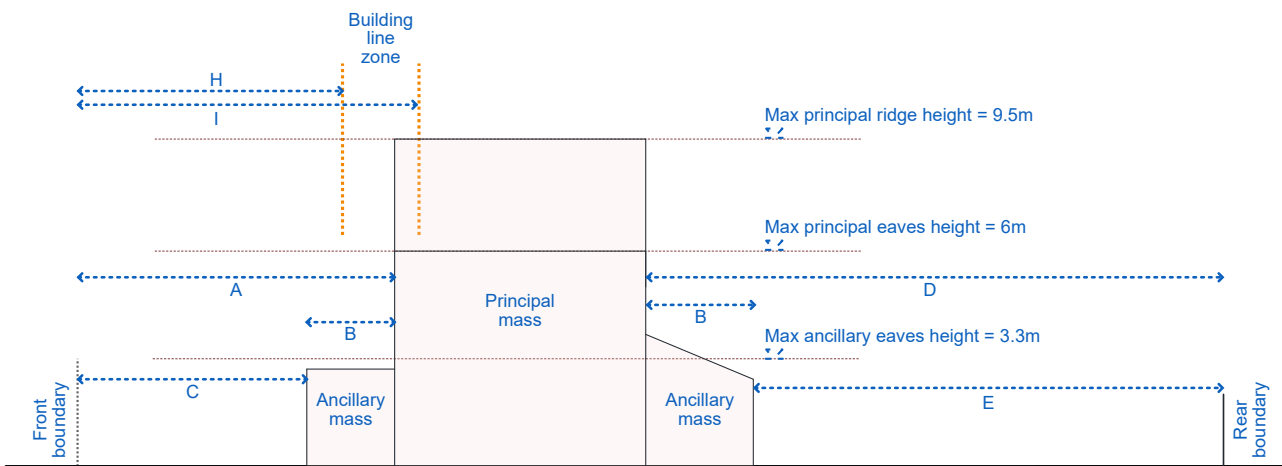 Building
line
zone
H
I
Max principal ridge height = 9.5m
Max principal eaves height = 6m
A
D
Principal
mass
B
B
Max ancillary eaves height = 3.3m
C
E
Ancillary
mass
Ancillary
mass
Front
boundary
Rear
boundary